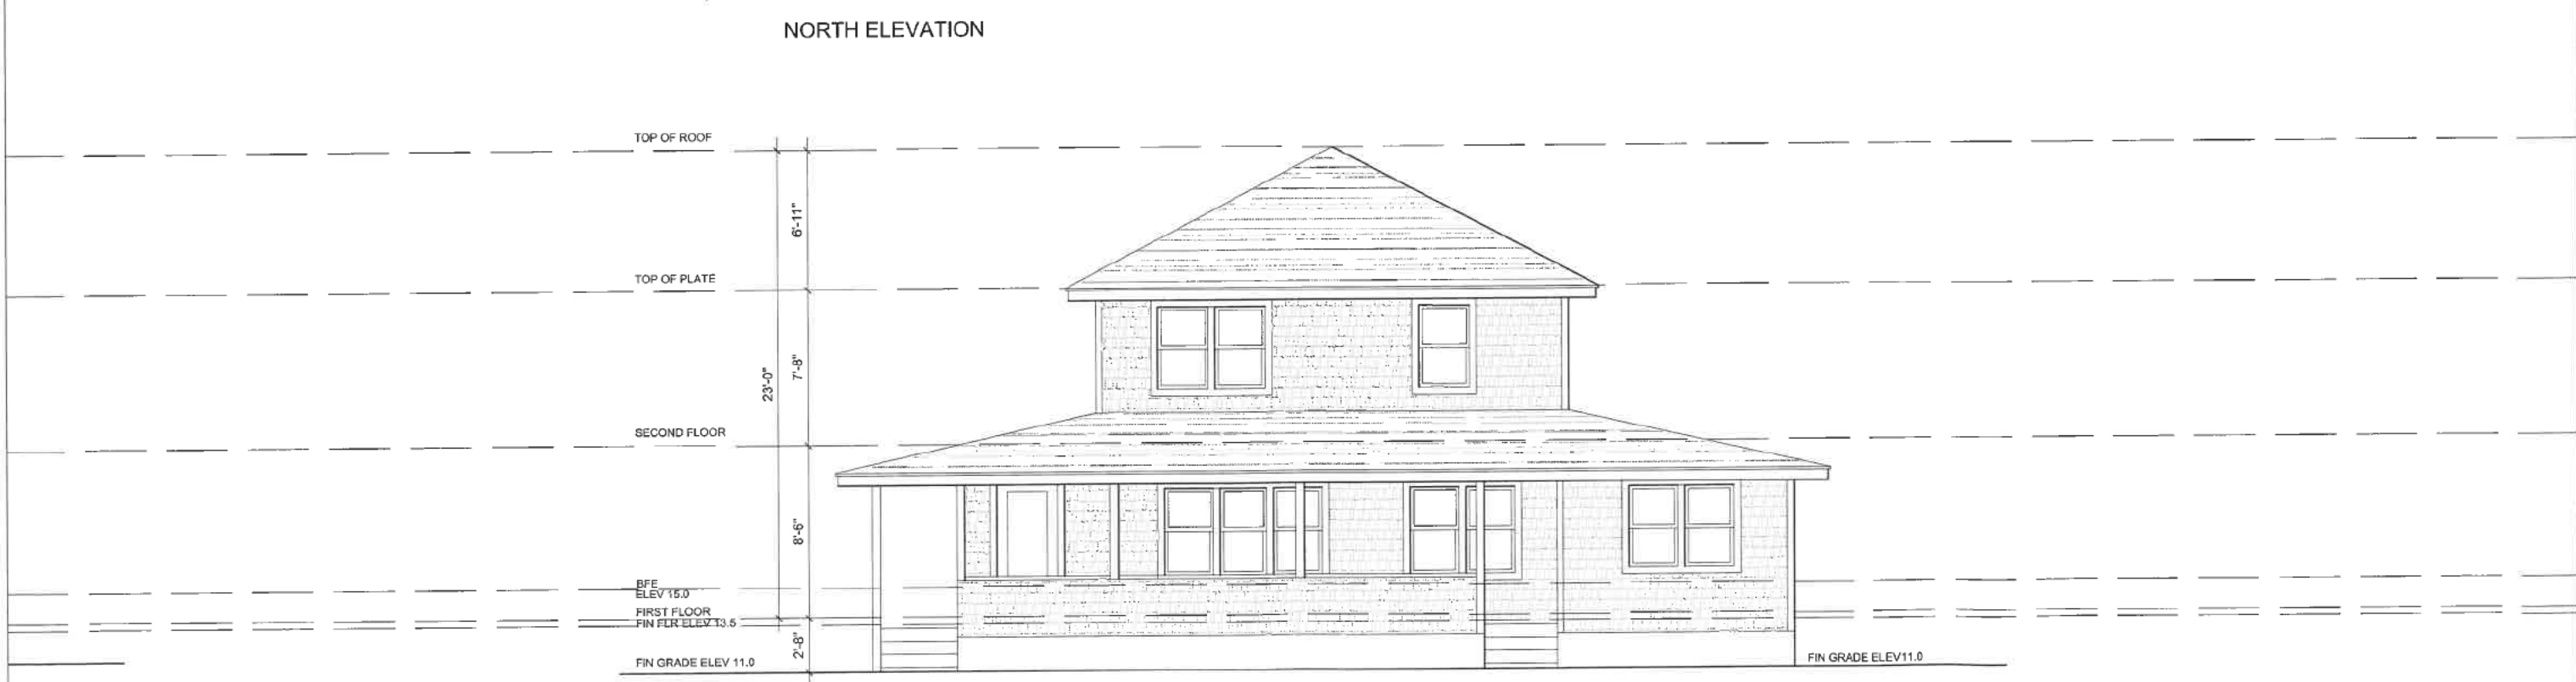 NORTH ELEVATION
TOP OF ROOF
6'-11"
TOP OF PLATE
7'-8"
23'-0"
SECOND FLOOR
8'-6"
BFE
ELEV 15.0
FIRST FLOOR
FIN FLR ELEV 13.5
2'-8"
FIN GRADE ELEV 11.0
FIN GRADE ELEV11.0